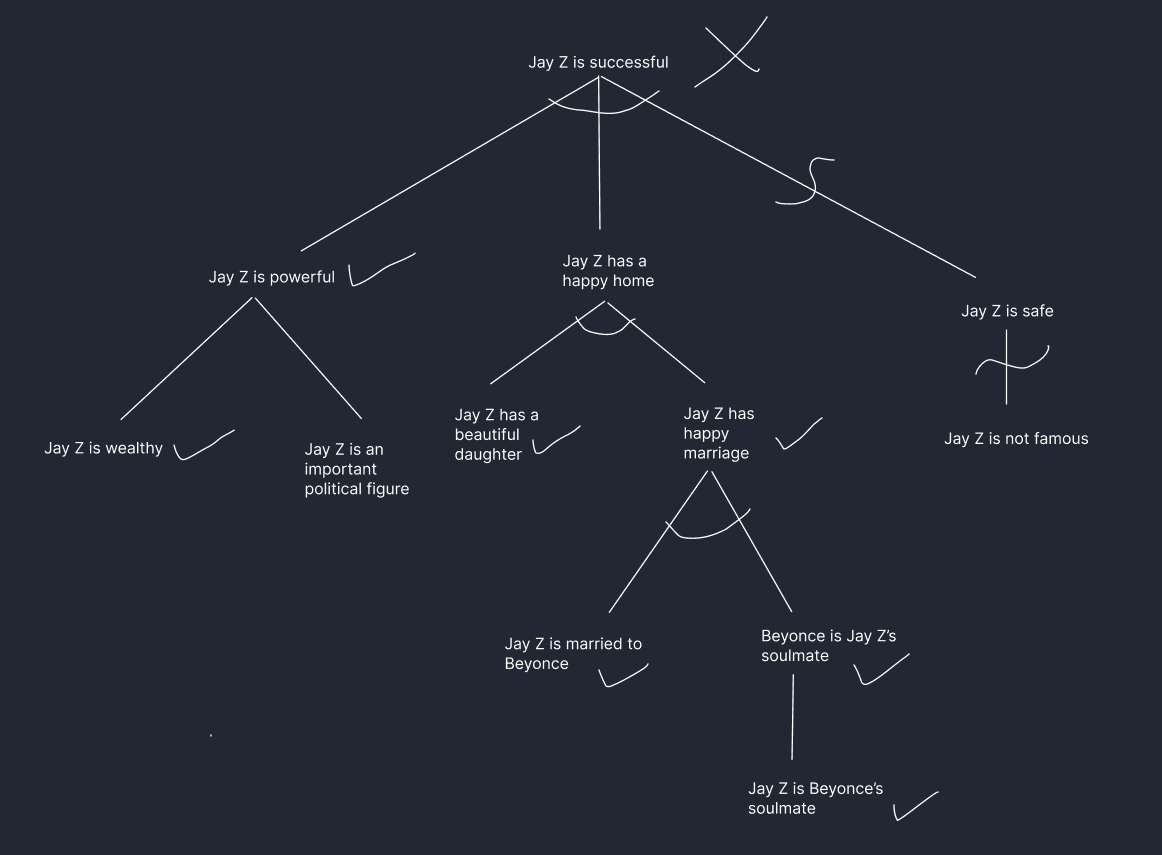 Jay Z is successful
Jay Z is powerful
Jay Z has a
happy home
Jay Z is safe
Jay Z is wealthy
Jay Z is an
important
political figure
Jay Z has a
beautiful
daughter
Jay Z has
happy
marriage
Jay Z is not famous
Jay Z is married to
Beyonce
Beyonce is Jay Z’s
soulmate
Jay Z is Beyonce’s
soulmate